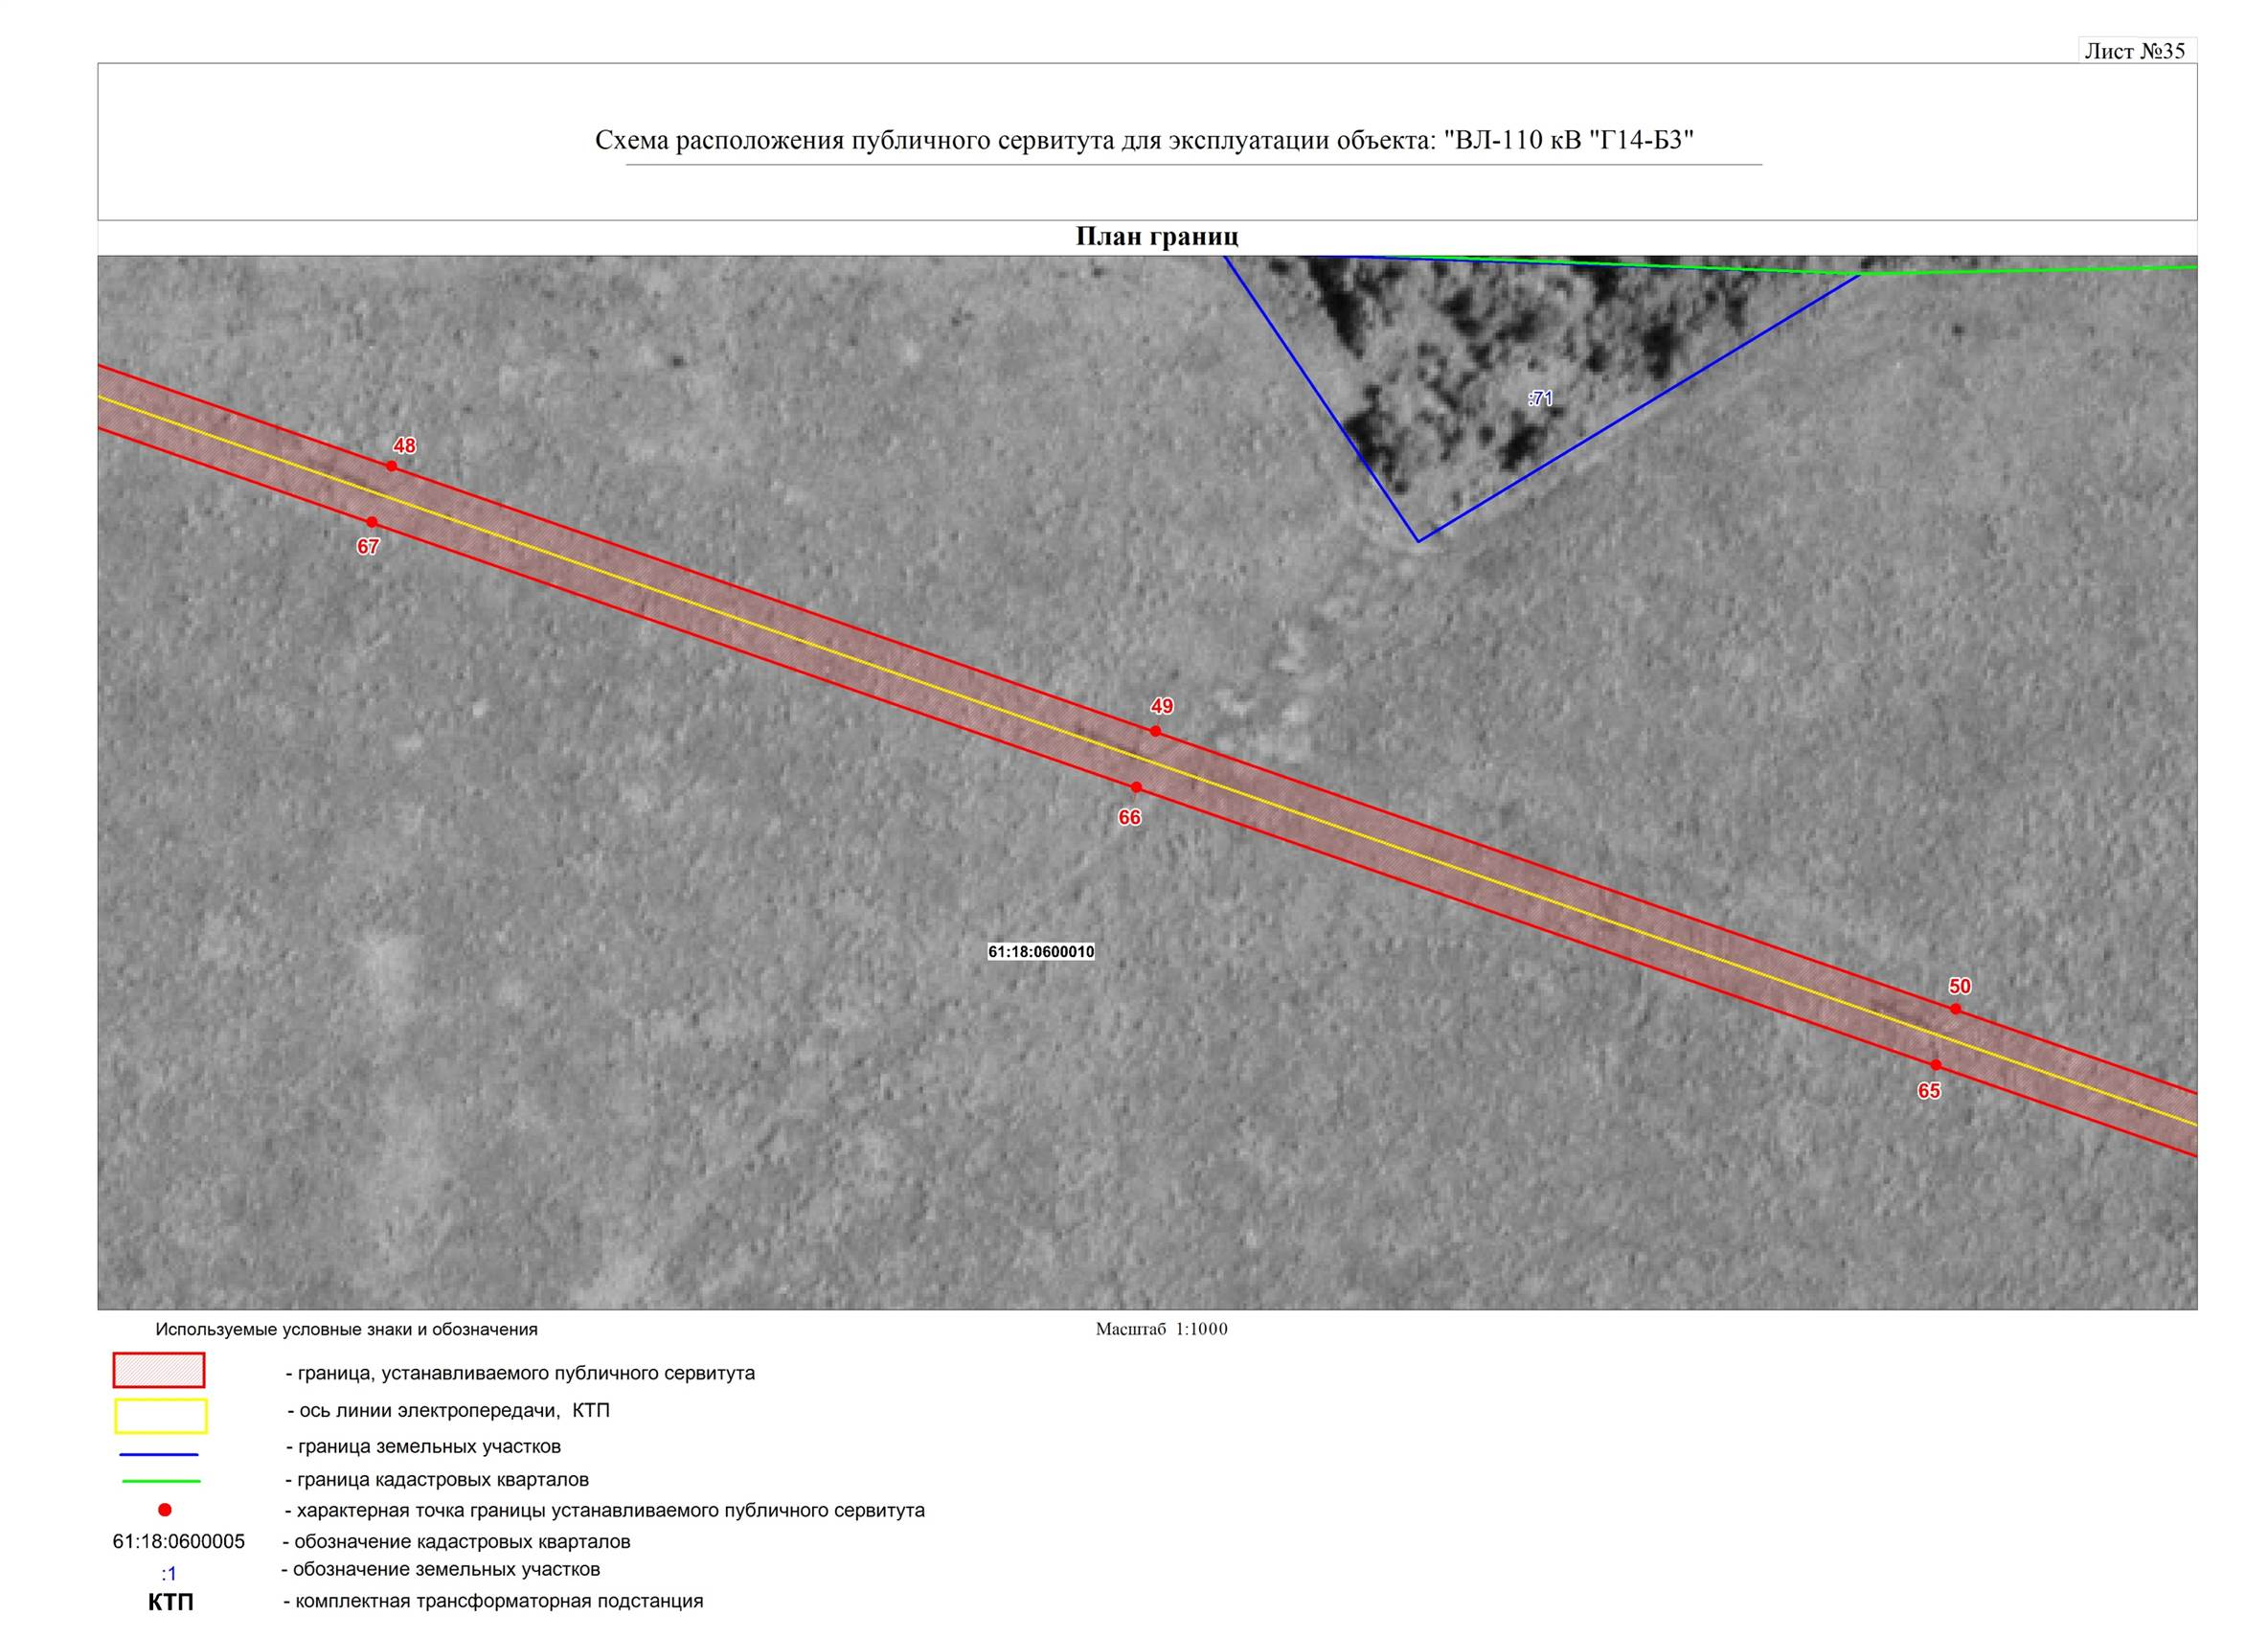 Лист №35
Схема расположения публичного сервитута для эксплуатации объекта: "ВЛ-110 кВ "Г14-Б3"
План границ
:71
48
67
49
66
61:18:0600010
50
65
Используемые условные знаки и обозначения
Масштаб 1:1000
- граница, устанавливаемого публичного сервитута
- ось линии электропередачи, КТП
- граница земельных участков
- граница кадастровых кварталов
- характерная точка границы устанавливаемого публичного сервитута
61:18:0600005 - обозначение кадастровых кварталов
:1 - обозначение земельных участков
КТП - комплектная трансформаторная подстанция